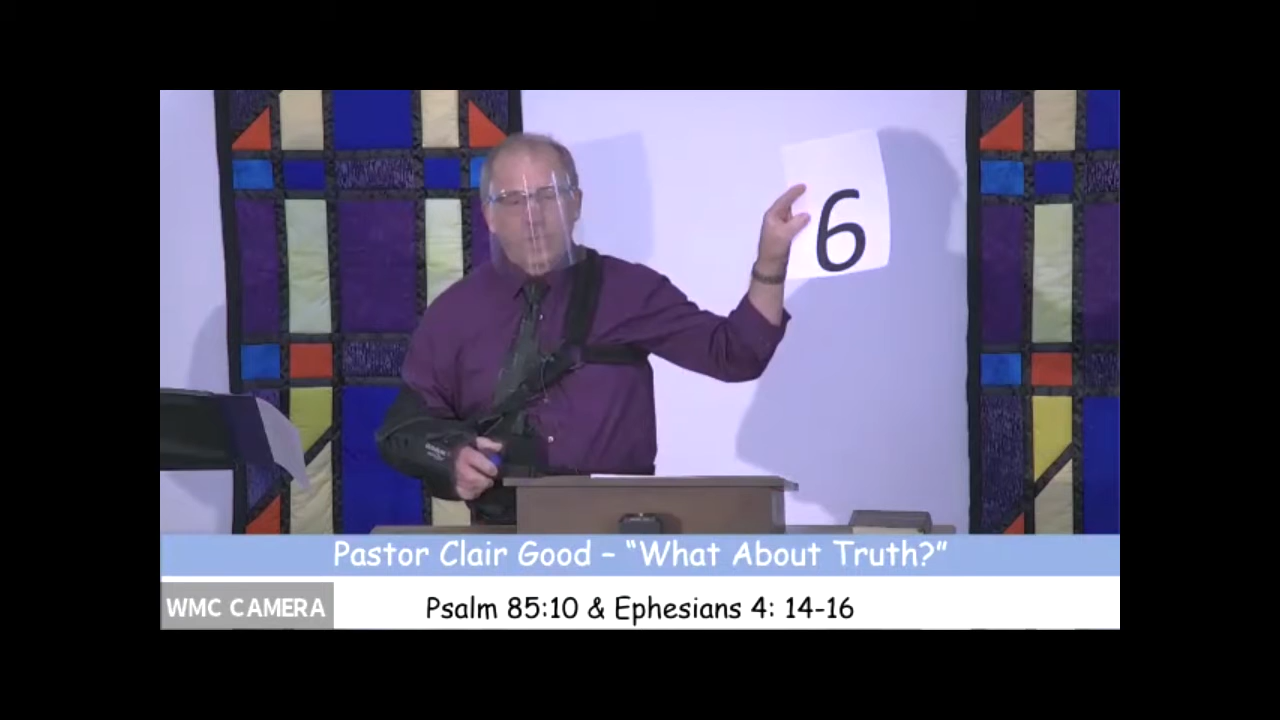 6
Pastor Clair Good – “What About Truth?”
WMC CAMERA
Psalm 85:10 & Ephesians 4: 14-16